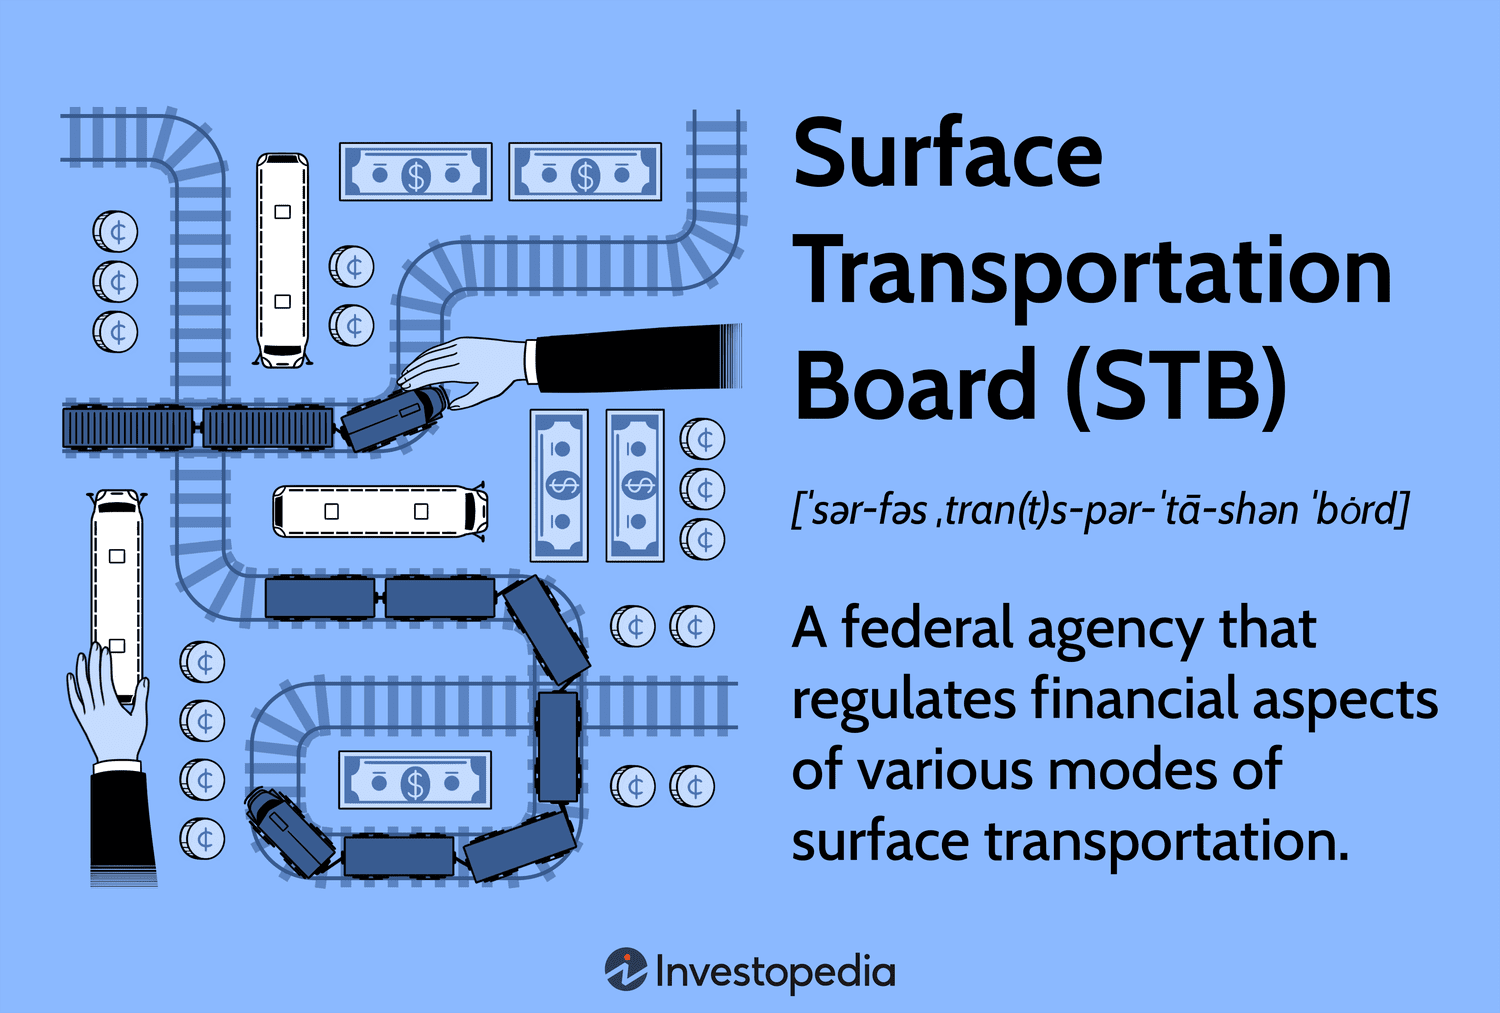 Surface
Transportation
Board (STB)
[ˈsər-fəs ˌtran(t)s-pər-ˈtā-shən ˈbȯrd]
A federal agency that
regulates financial aspects
of various modes of
surface transportation.
Investopedia